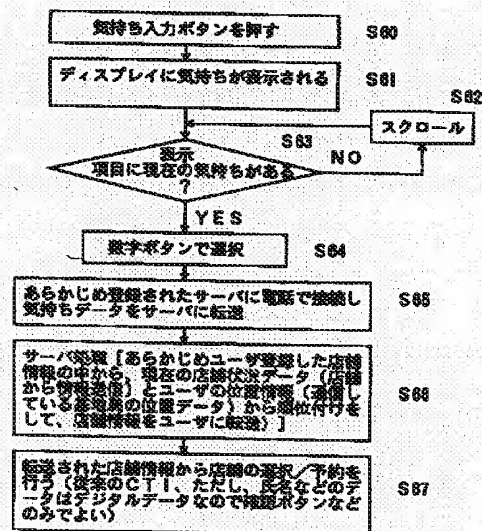 気持ち入力ボタンを押す S60
ディスプレイに気持ちが表示される S61
S62
スクロール
S63
表示
項目に現在の気持ちがある
?
NO
YES
数字ボタンで選択 S64
あらかじめ登録されたサーバに電話で接続し
気持ちデータをサーバに転送
S65
サーバ処理[あらかじめユーザ登録した店舗
情報の中から、現在の店舗状況データ(店舗
から情報送信)とユーザの位置情報(通信し
ている基地局の位置データ)から順位付けを
して、店舗情報をユーザに転送)]
S66
転送された店舗情報から店舗の選択/予約を
行う(従来のCTI、ただし、氏名などのデ
ータはデジタルデータなので確認ボタンなど
のみでよい)
S67